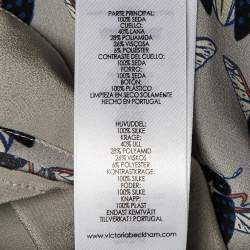 PARTE PRINCIPAL:
100% SEDA
CUELLO:
40% LANA
28% POLIAMIDA
26% VISCOSA
6% POLIÉSTER
CONTRASTE DEL CUELLO:
100% SEDA
FORRO:
100% SEDA
BOTÓN:
100% PLÁSTICO
LIMPIEZA EN SECO SOLAMENTE
HECHO EN PORTUGAL
HUVUDDEL:
100% SILKE
KRAGE:
40% ULL
28% POLYAMID
26% VISKOS
6% POLYESTER
KONTRASTKRAGE:
100% SILKE
FODER:
100% SILKE
KNAPP:
100% PLAST
ENDAST KEMTVÄTT
TILLVERKAT I PORTUGAL
www.victoriabeckham.com